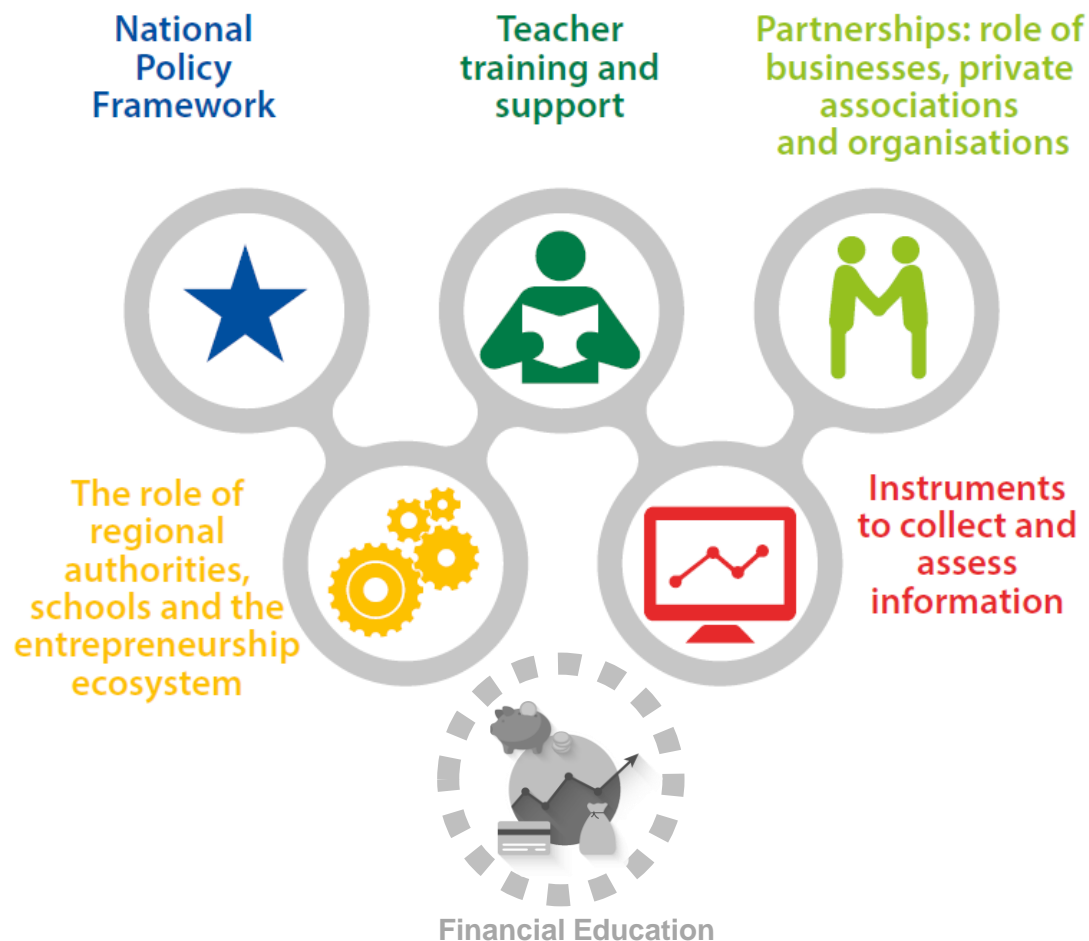 National
Policy
Framework
Teacher
training and
support
Partnerships: role of
businesses, private
associations
and organisations
The role of
regional
authorities,
schools and the
entrepreneurship
ecosystem
Instruments
to collect and
assess
information
Financial Education